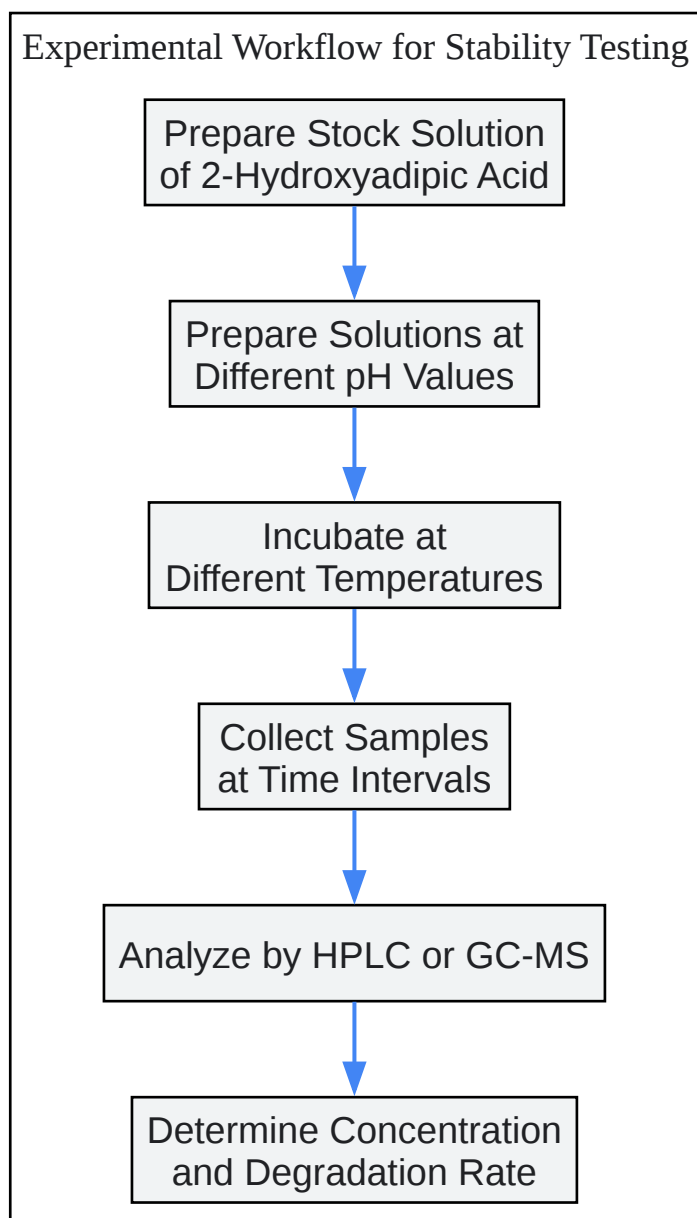 Experimental Workflow for Stability Testing
Prepare Stock Solution
of 2-Hydroxyadipic Acid
Prepare Solutions at
Different pH Values
Incubate at
Different Temperatures
Collect Samples
at Time Intervals
Analyze by HPLC or GC-MS
Determine Concentration
and Degradation Rate